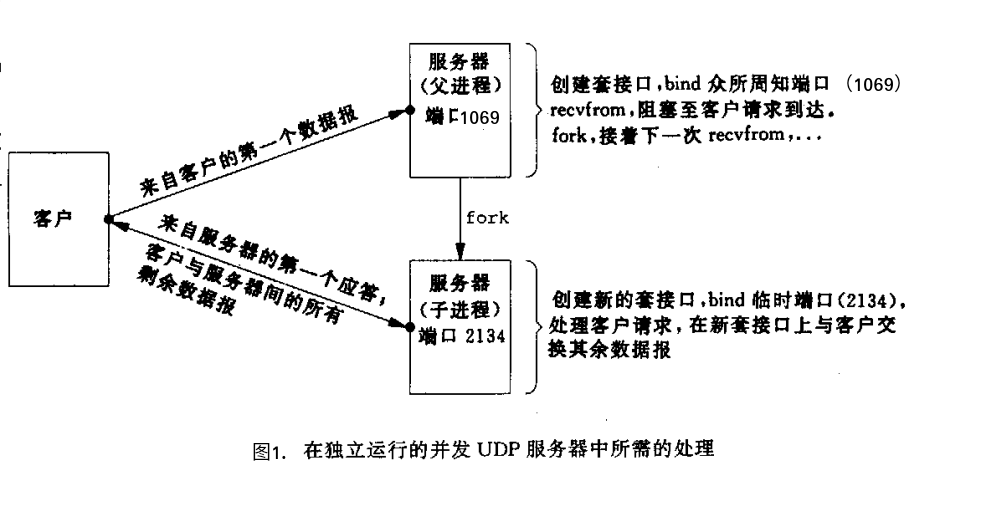 服务器
（父进程）
端口1069
创建套接口，bind 众所周知端口（1069）
recvfrom，阻塞至客户请求到达。
fork，接着下一次 recvfrom，...
来自客户的第一个数据报
客户
fork
来自服务器的第一个应答，
客户与服务器间的所有
剩余数据报
服务器
（子进程）
端口 2134
创建新的套接口，bind 临时端口（2134），
处理客户请求，在新套接口上与客户交
换其余数据报
图1. 在独立运行的并发 UDP 服务器中所需的处理